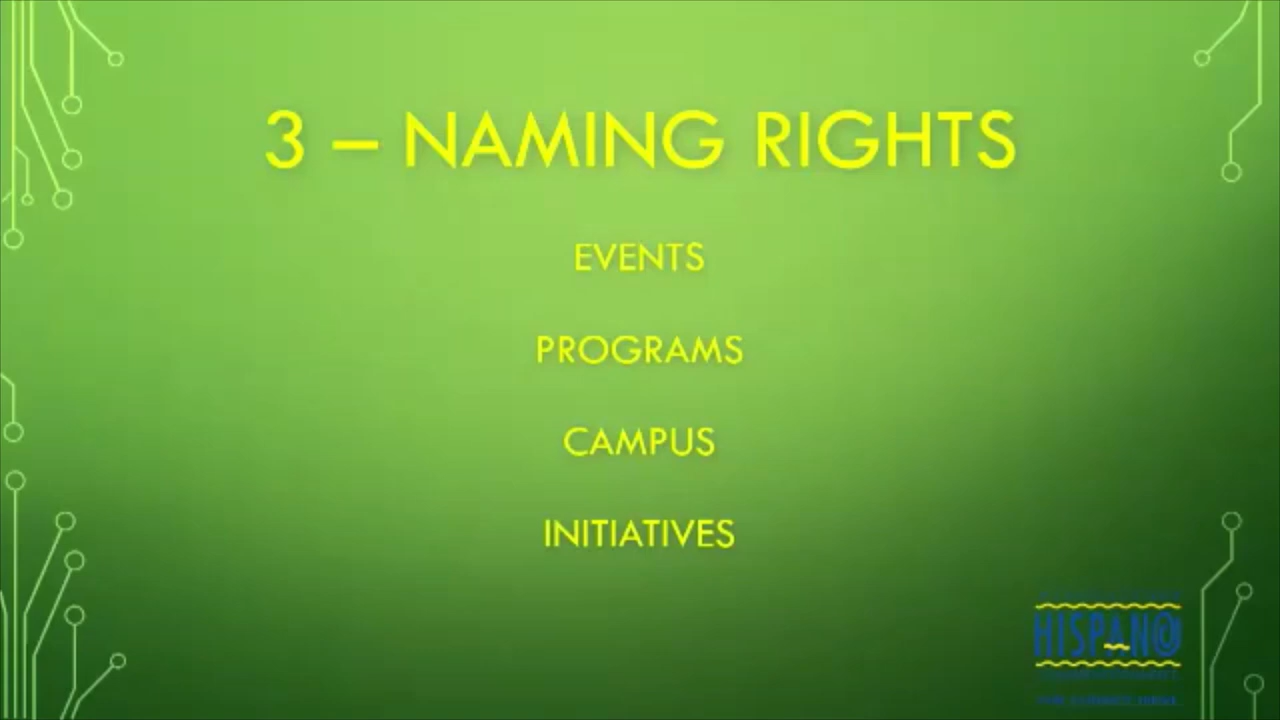 3 – NAMING RIGHTS
EVENTS
PROGRAMS
CAMPUS
INITIATIVES
HISPANO